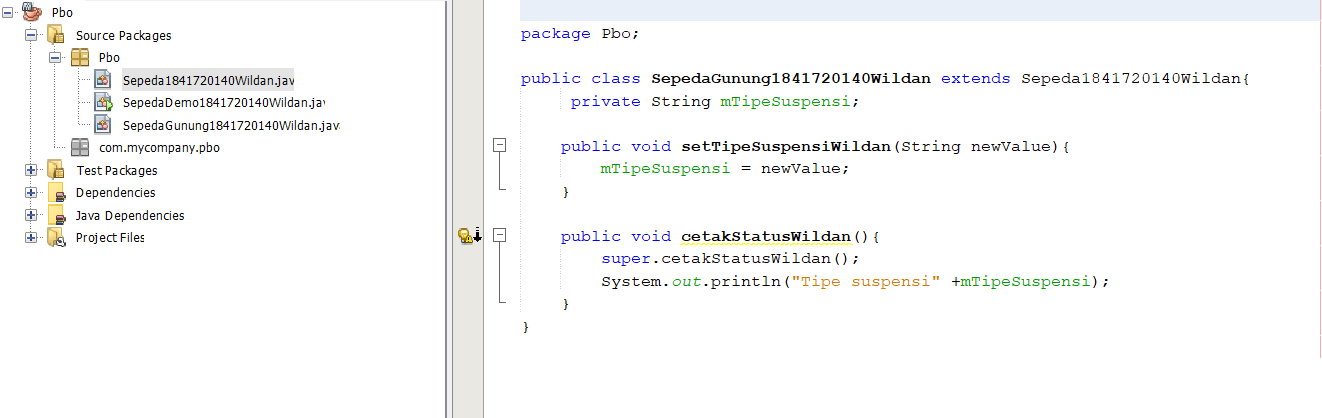 Pbo
Source Packages
Pbo
Sepeda1841720140Wildan.jav
SepedaDemo1841720140Wildan.jav
SepedaGunung1841720140Wildan.java
com.mycompany.pbo
Test Packages
Dependencies
Java Dependencies
Project Files
package Pbo;
public class SepedaGunung1841720140Wildan extends Sepeda1841720140Wildan{
private String mTipeSuspensi;
public void setTipeSuspensiWildan(String newValue){
mTipeSuspensi = newValue;
}
public void cetakStatusWildan(){
super.cetakStatusWildan();
System.out.println("Tipe suspensi" +mTipeSuspensi);
}
}